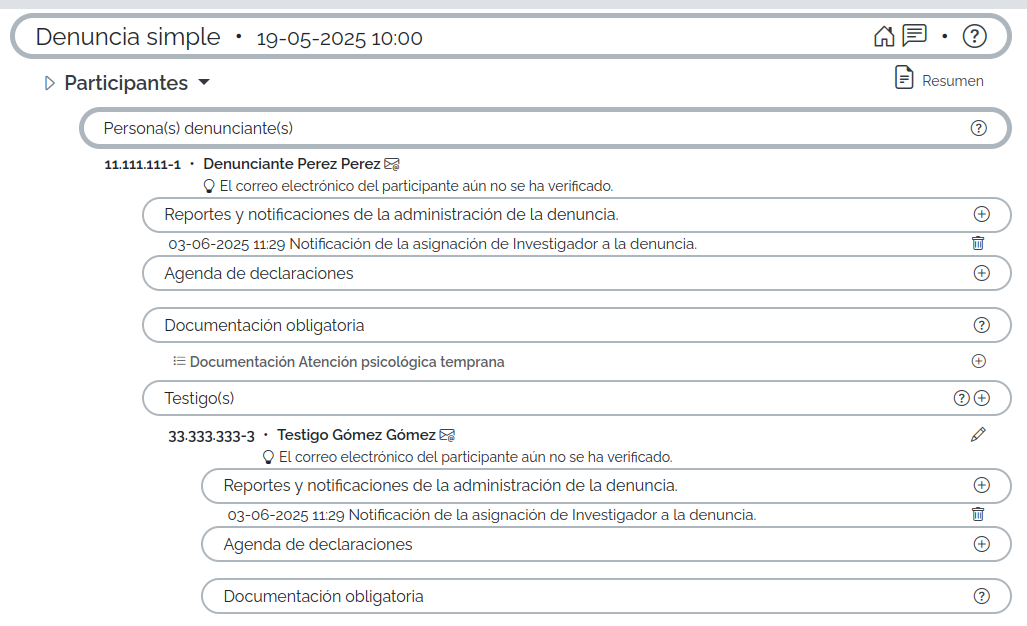 Denuncia simple • 19-05-2025 10:00
Participantes
Resumen
Persona(s) denunciante(s)
11.111.111-1 • Denunciante Perez Perez
El correo electrónico del participante aún no se ha verificado.
Reportes y notificaciones de la administración de la denuncia.
03-06-2025 11:29 Notificación de la asignación de Investigador a la denuncia.
Agenda de declaraciones
Documentación obligatoria
Documentación Atención psicológica temprana
Testigo(s)
33.333.333-3 • Testigo Gómez Gómez
El correo electrónico del participante aún no se ha verificado.
Reportes y notificaciones de la administración de la denuncia.
03-06-2025 11:29 Notificación de la asignación de Investigador a la denuncia.
Agenda de declaraciones
Documentación obligatoria